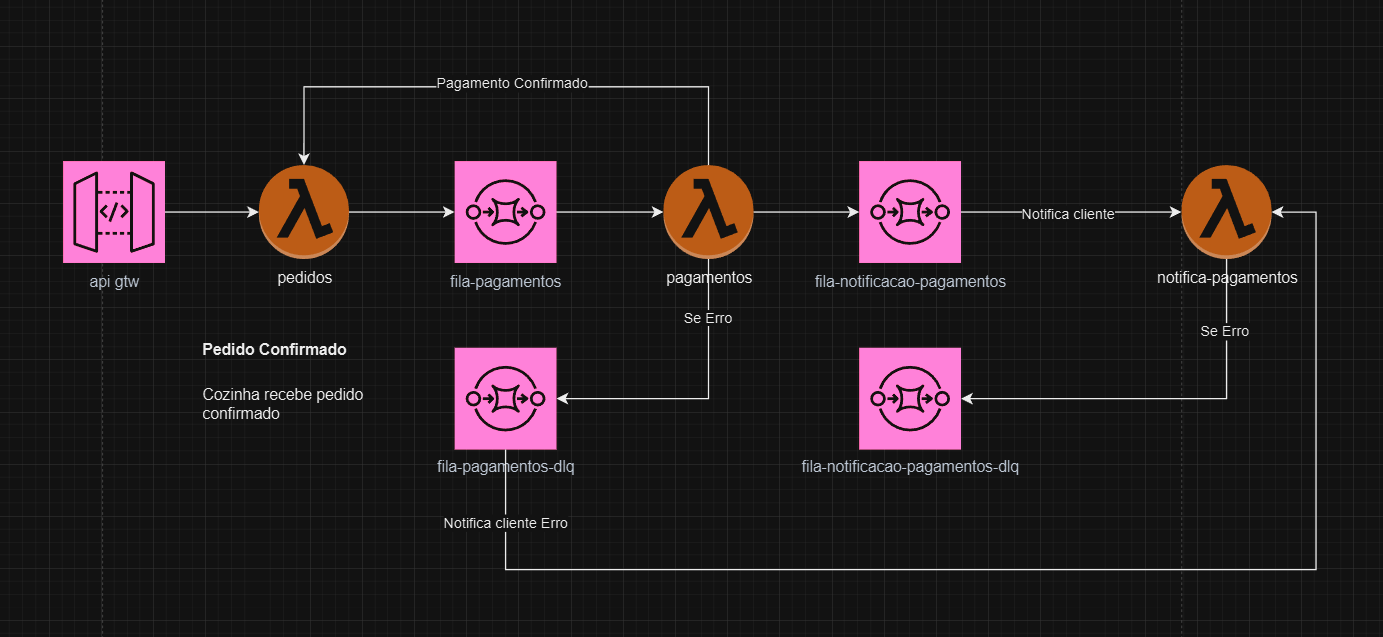 Pagamento Confirmado
Notifica cliente
api gtw
pedidos
fila-pagamentos
pagamentos
fila-notificacao-pagamentos
notifica-pagamentos
Se Erro
Se Erro
Pedido Confirmado
Cozinha recebe pedido
confirmado
fila-pagamentos-dlq
fila-notificacao-pagamentos-dlq
Notifica cliente Erro